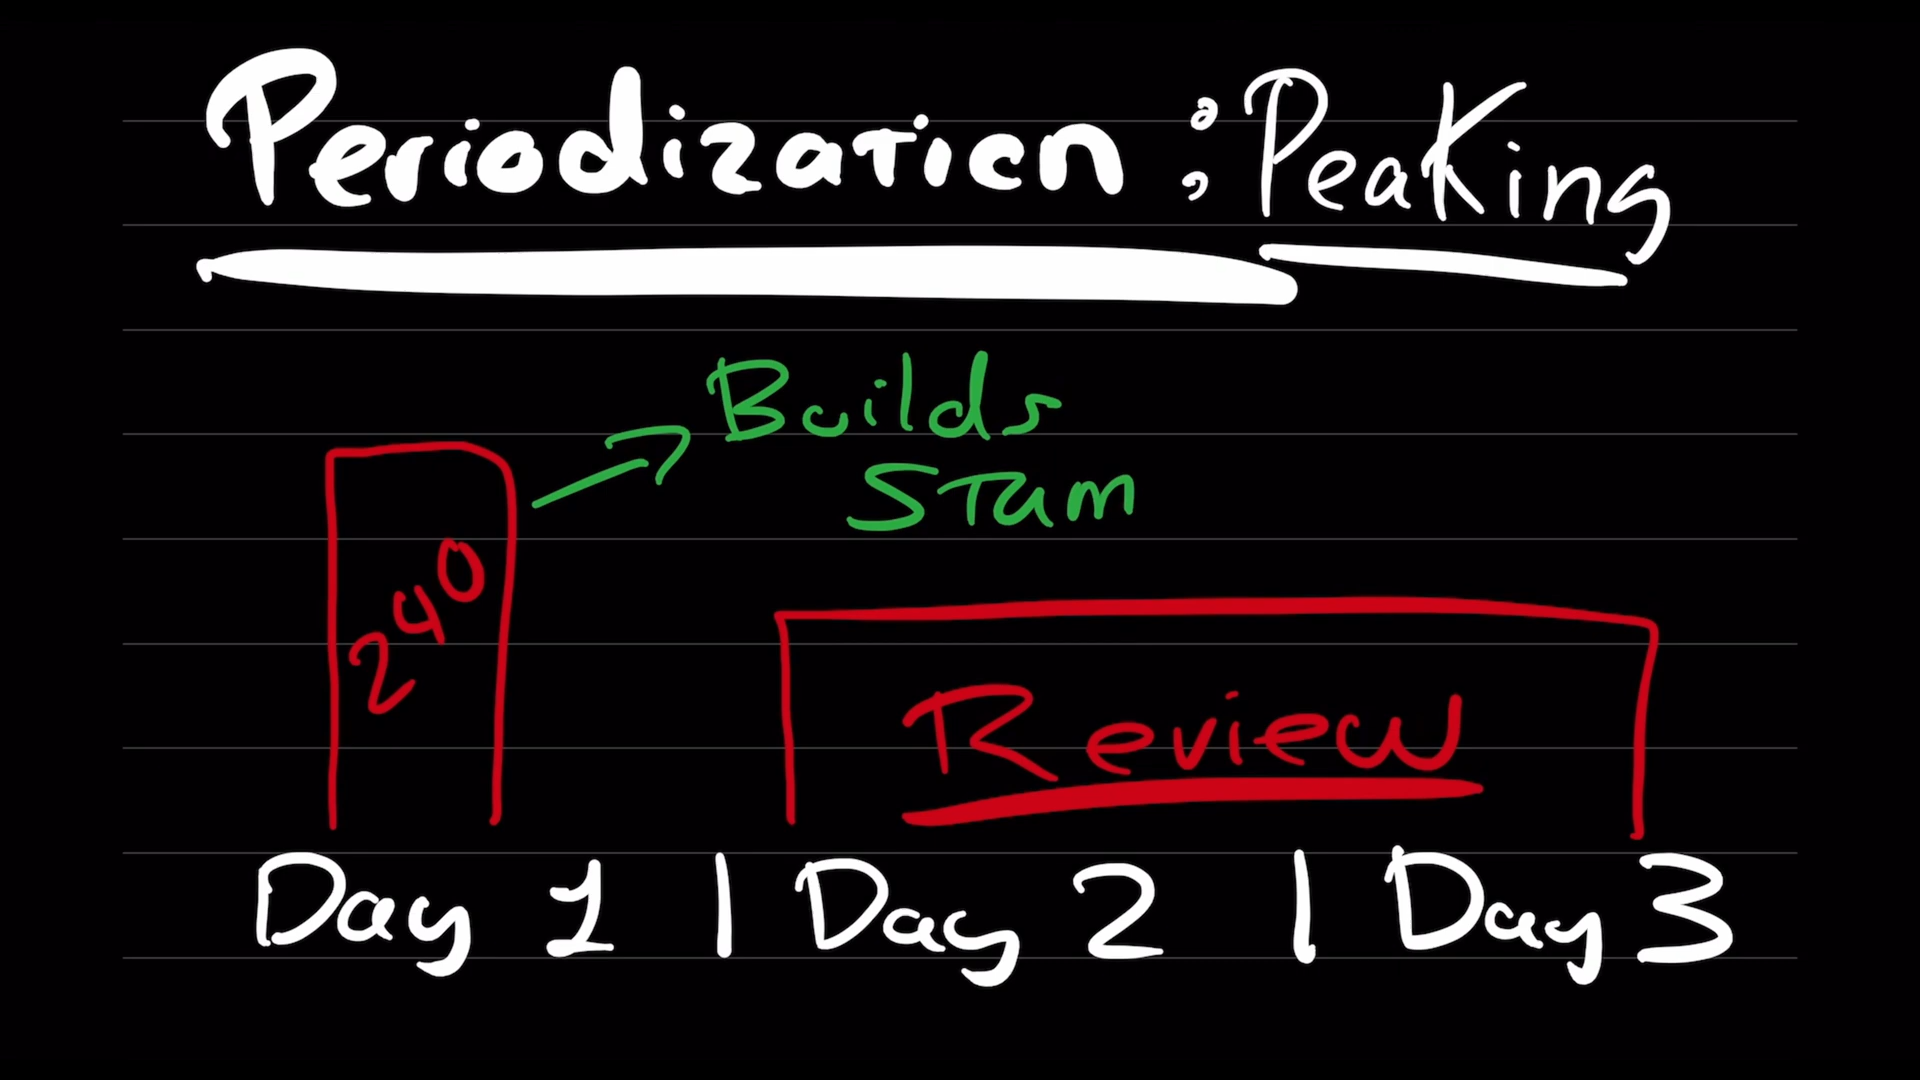 Periodization ; Peaking
Builds
Stam
240
Review
Day 1 | Day 2 | Day 3